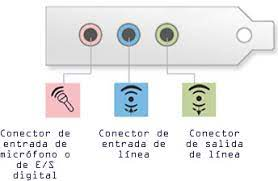 Conector de
entrada de
micrófono o
de E/S
digital
Conector de
entrada de
línea
Conector
de salida
de línea